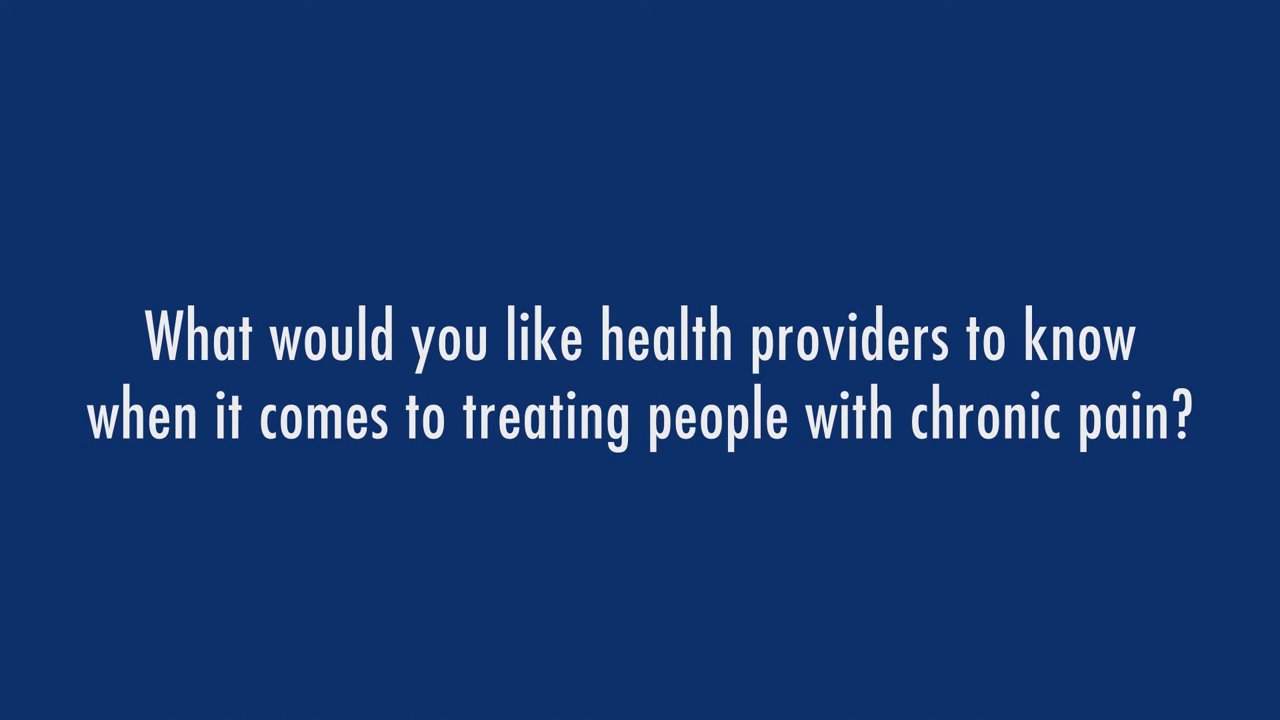 What would you like health providers to know
when it comes to treating people with chronic pain?